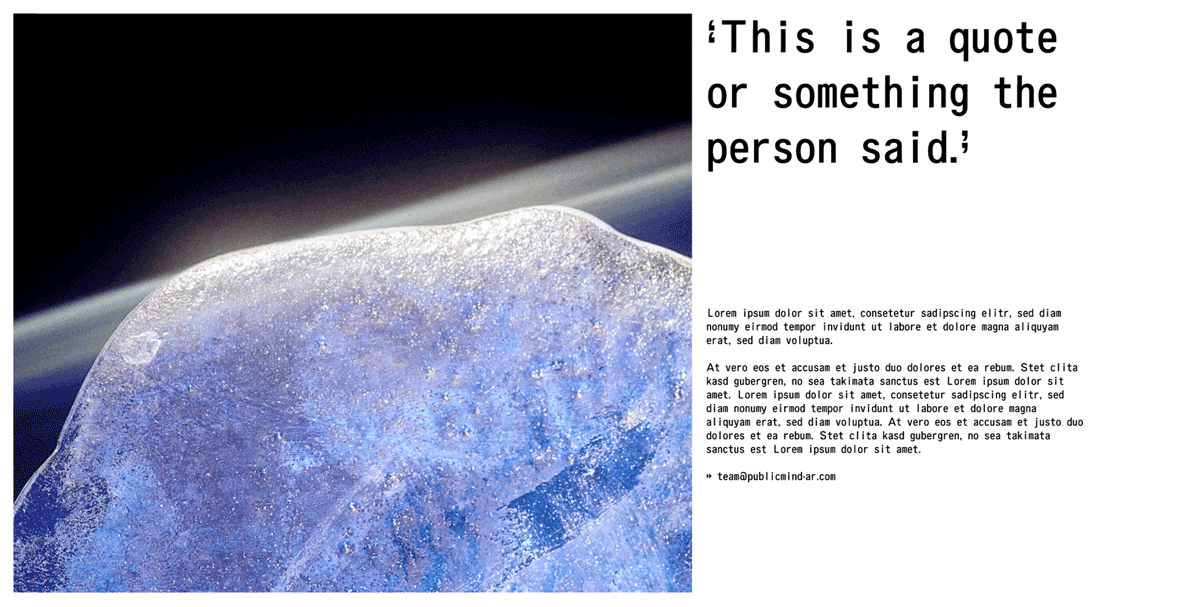 ‘This is a quote
or something the
person said.’
Lorem ipsum dolor sit amet, consetetur sadipscing elitr, sed diam
nonumy eirmod tempor invidunt ut labore et dolore magna aliquyam
erat, sed diam voluptua.
At vero eos et accusam et justo duo dolores et ea rebum. Stet clita
kasd gubergren, no sea takimata sanctus est Lorem ipsum dolor sit
amet. Lorem ipsum dolor sit amet, consetetur sadipscing elitr, sed
diam nonumy eirmod tempor invidunt ut labore et dolore magna
aliquyam erat, sed diam voluptua. At vero eos et accusam et justo duo
dolores et ea rebum. Stet clita kasd gubergren, no sea takimata
sanctus est Lorem ipsum dolor sit amet.
» team@publicmind-ar.com